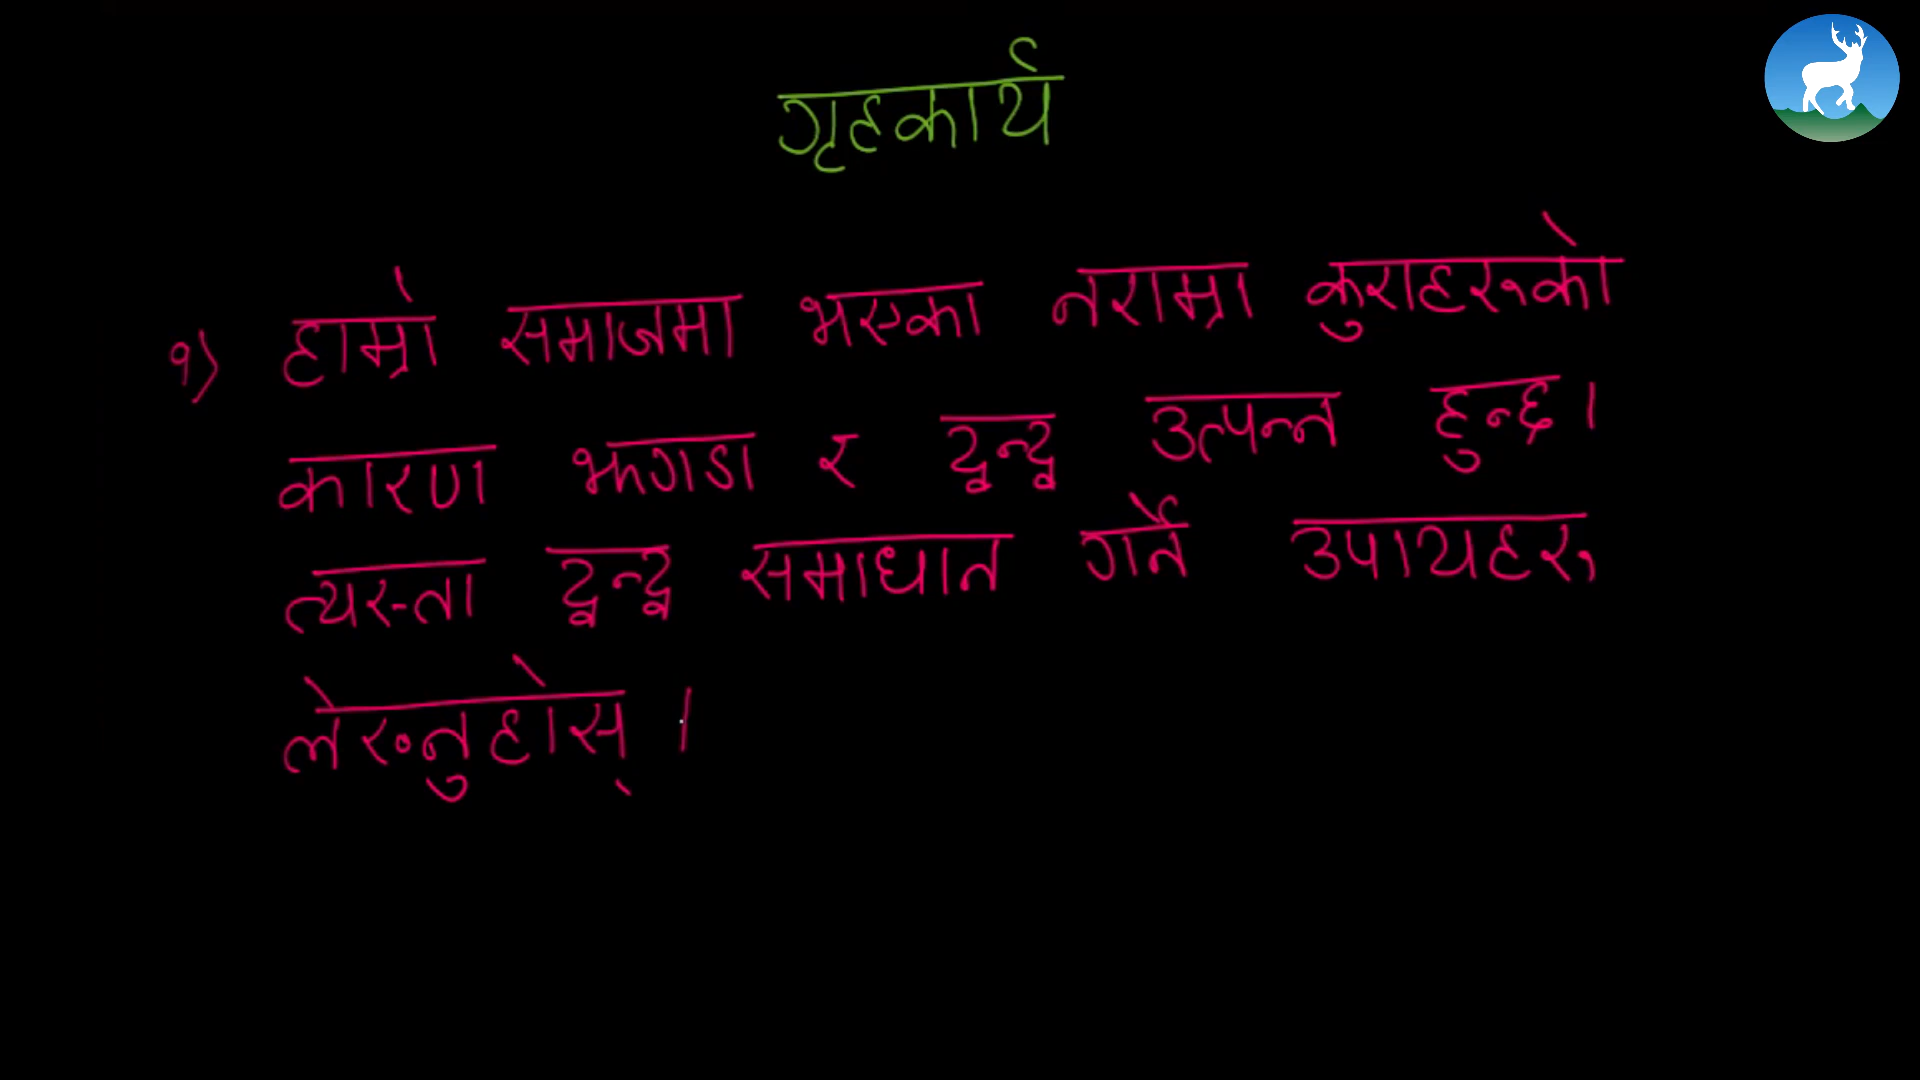 गृहकार्य
१) हाम्रो समाजमा भएका नराम्रा कुराहरूको
कारण झगडा र द्वन्द्व उत्पन्न हुन्छ।
त्यस्ता द्वन्द्व समाधान गर्ने उपायहरू
लेख्नुहोस् ।